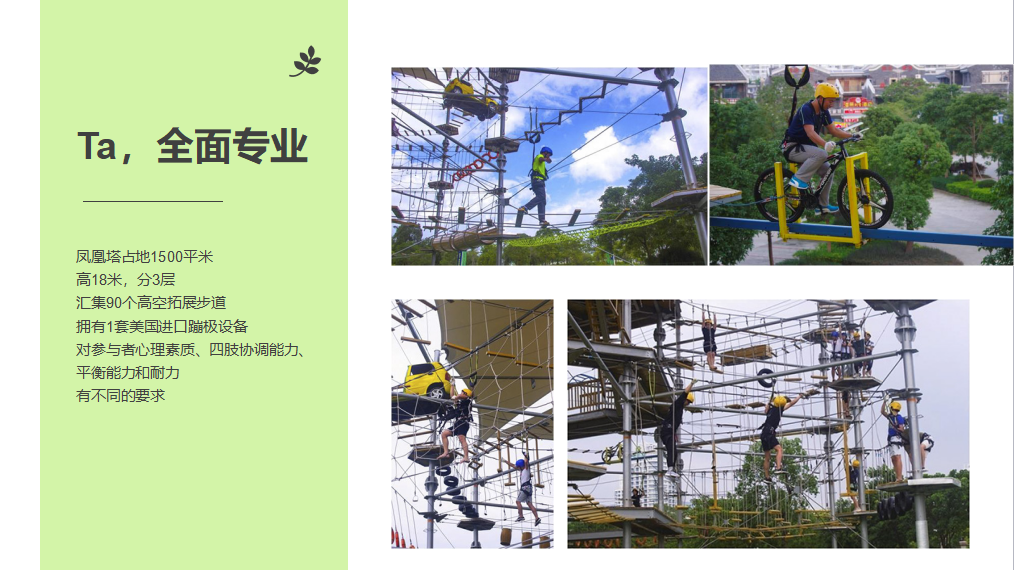 Ta，全面专业
凤凰塔占地1500平米
高18米，分3层
汇集90个高空拓展步道
拥有1套美国进口蹦极设备
对参与者心理素质、四肢协调能力、
平衡能力和耐力
有不同的要求